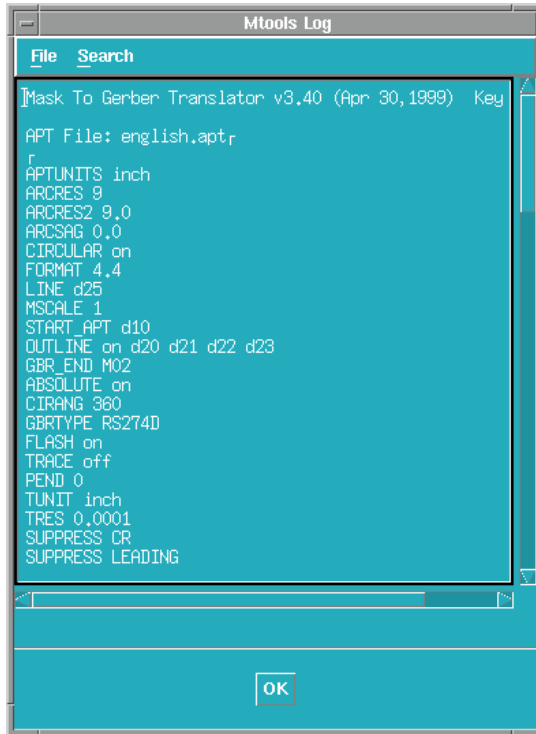 Mtools Log
File Search
Mask To Gerber Translator v3.40 (Apr 30,1999) Key
APT File: english.aptr
r
APTUNITS inch
ARCRES 9
ARCRES2 9.0
ARCSAG 0.0
CIRCULAR on
FORMAT 4.4
LINE d25
MSCALE 1
START_APT d10
OUTLINE on d20 d21 d22 d23
GBR_END M02
ABSOLUTE on
CIRANG 360
GBRTYPE RS274D
FLASH on
TRACE off
PEND 0
TUNIT inch
TRES 0.0001
SUPPRESS CR
SUPPRESS LEADING
OK